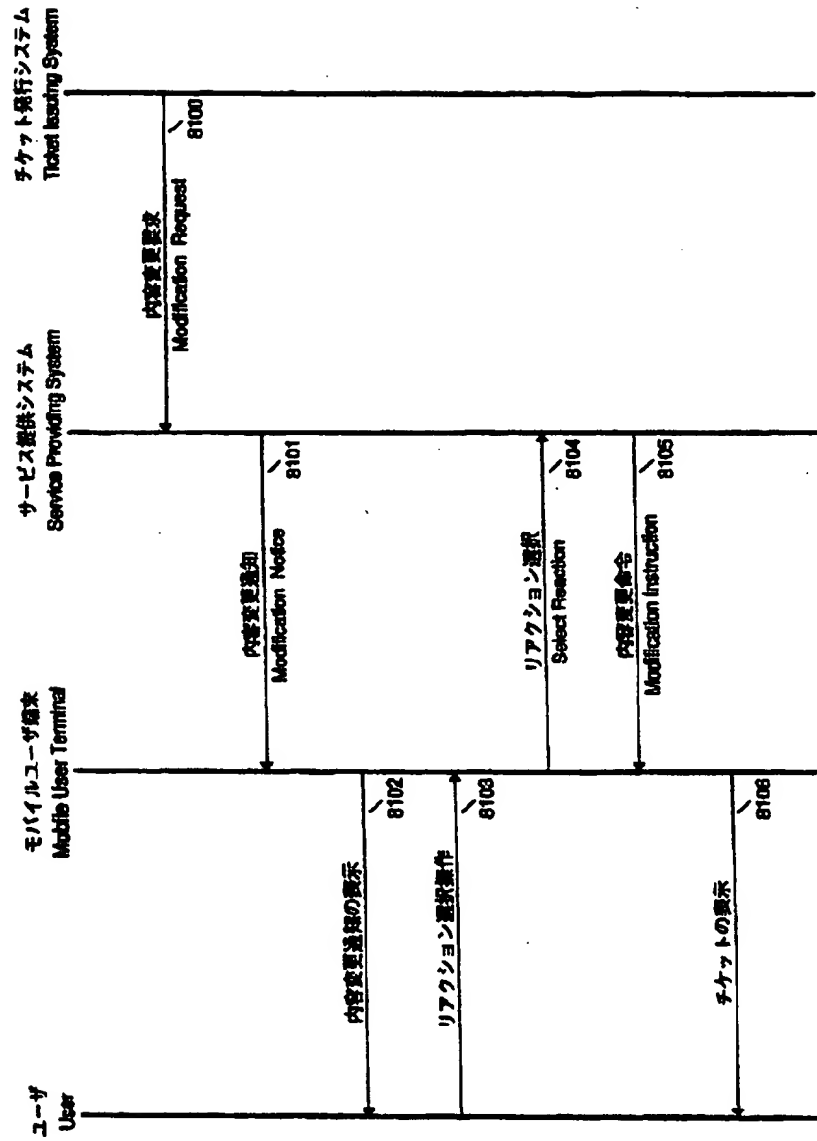 ユーザ
User
モバイルユーザ端末
Mobile User Terminal
サービス提供システム
Service Providing System
チケット発行システム
Ticket Issuing System
内容変更要求
Modification Request
8100
内容変更通知
Modification Notice
8101
内容変更通知の表示
8102
リアクション選択操作
8103
リアクション選択
Select Reaction
8104
内容変更命令
Modification Instruction
8105
チケットの表示
8106